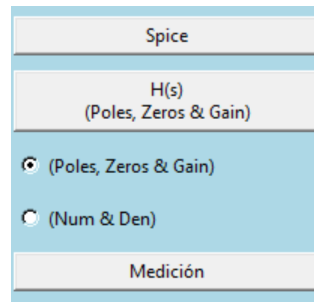 Spice
H(s)
(Poles, Zeros & Gain)
(Poles, Zeros & Gain)
(Num & Den)
Medición